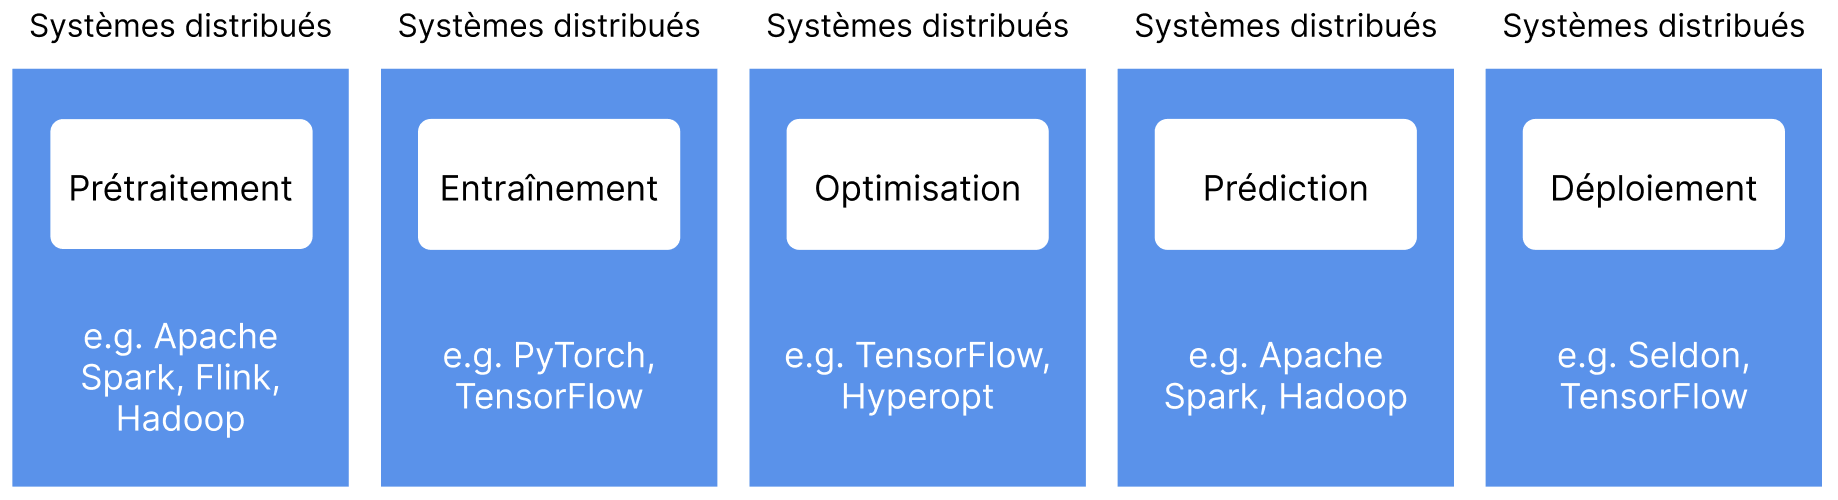 Systèmes distribués
Prétraitement
e.g. Apache
Spark, Flink,
Hadoop
Systèmes distribués
Entraînement
e.g. PyTorch,
TensorFlow
Systèmes distribués
Optimisation
e.g. TensorFlow,
Hyperopt
Systèmes distribués
Prédiction
e.g. Apache
Spark, Hadoop
Systèmes distribués
Déploiement
e.g. Seldon,
TensorFlow